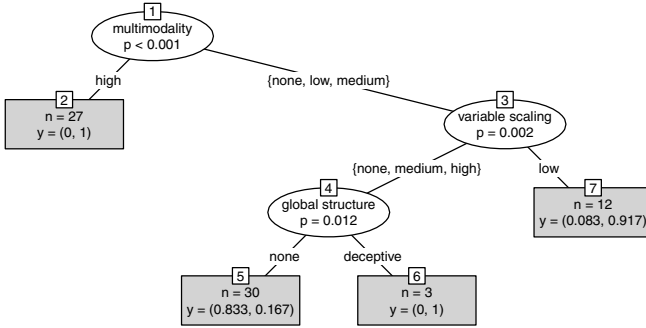 1
multimodality
p < 0.001
high
{none, low, medium}
2
n = 27
y = (0, 1)
3
variable scaling
p = 0.002
{none, medium, high}
low
4
global structure
p = 0.012
7
n = 12
y = (0.083, 0.917)
none
deceptive
5
n = 30
y = (0.833, 0.167)
6
n = 3
y = (0, 1)